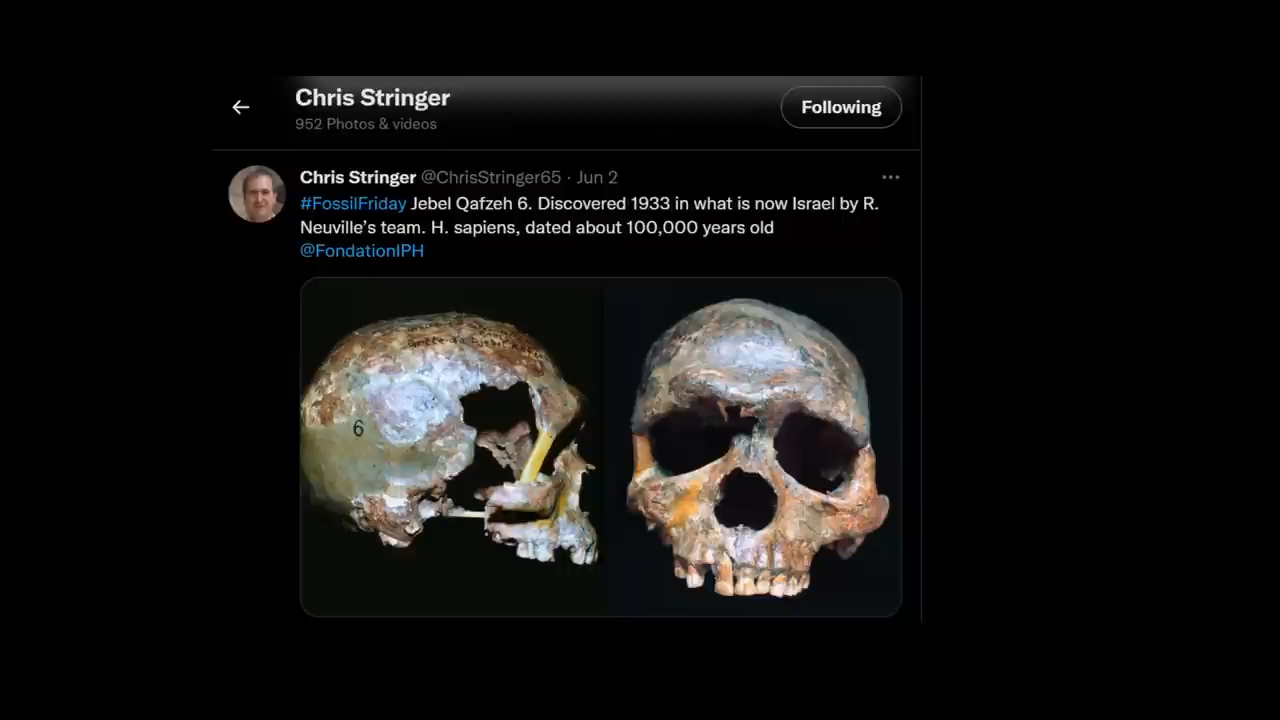 Chris Stringer
952 Photos & videos
Following
Chris Stringer @ChrisStringer65 · Jun 2
#FossilFriday Jebel Qafzeh 6. Discovered 1933 in what is now Israel by R.
Neuville’s team. H. sapiens, dated about 100,000 years old
@FondationIPH
6